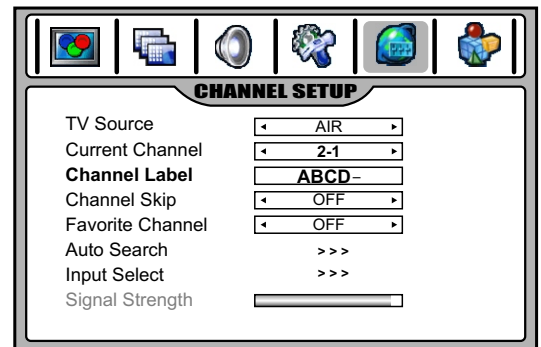 CHANNEL SETUP
TV Source AIR
Current Channel 2-1
Channel Label ABCD–
Channel Skip OFF
Favorite Channel OFF
Auto Search >>>
Input Select >>>
Signal Strength